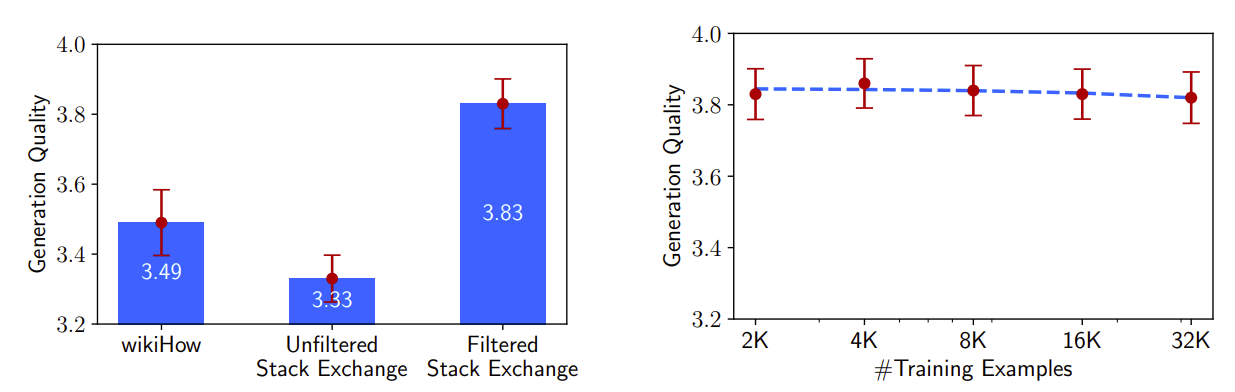 4.0
3.8
3.6
3.4
3.2
Generation Quality
3.49
3.33
3.83
wikiHow
Unfiltered
Stack Exchange
Filtered
Stack Exchange
4.0
3.8
3.6
3.4
3.2
Generation Quality
2K 4K 8K 16K 32K
#Training Examples